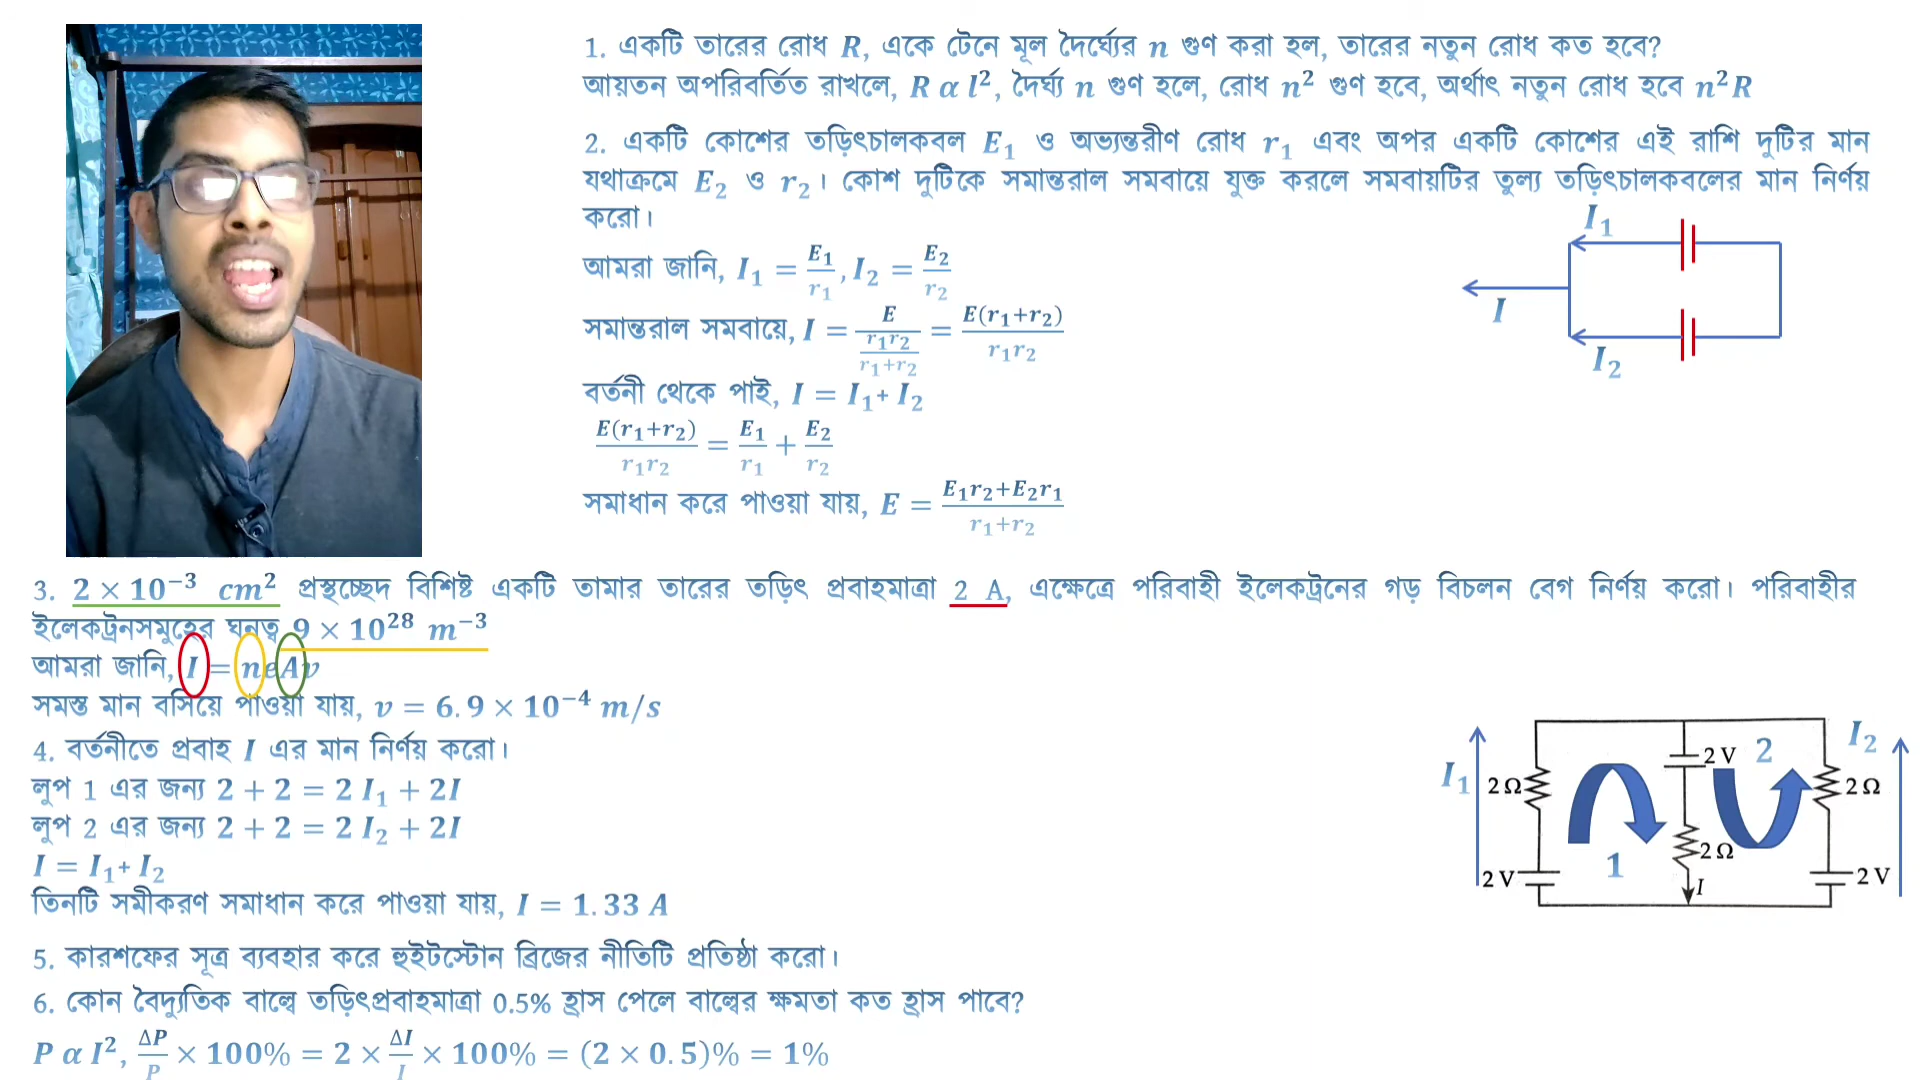 1. একটি তারের রোধ R, একে টেনে মূল দৈর্ঘ্যের n গুণ করা হল, তারের নতুন রোধ কত হবে?
আয়তন অপরিবর্তিত রাখলে, R α l², দৈর্ঘ্য n গুণ হলে, রোধ n² গুণ হবে, অর্থাৎ নতুন রোধ হবে n²R
2. একটি কোশের তড়িৎচালকবল E₁ ও অভ্যন্তরীণ রোধ r₁ এবং অপর একটি কোশের এই রাশি দুটির মান
যথাক্রমে E₂ ও r₂। কোশ দুটিকে সমান্তরাল সমবায়ে যুক্ত করলে সমবায়টির তুল্য তড়িৎচালকবলের মান নির্ণয়
করো।
আমরা জানি, I₁ = E₁/r₁, I₂ = E₂/r₂
সমান্তরাল সমবায়ে, I = E/(r₁r₂/(r₁+r₂)) = E(r₁+r₂)/r₁r₂
বর্তনী থেকে পাই, I = I₁+ I₂
E(r₁+r₂)/r₁r₂ = E₁/r₁ + E₂/r₂
সমাধান করে পাওয়া যায়, E = (E₁r₂+E₂r₁)/(r₁+r₂)
I₁
I
I₂
3. 2 × 10⁻³ cm² প্রস্থচ্ছেদ বিশিষ্ট একটি তামার তারের তড়িৎ প্রবাহমাত্রা 2 A, এক্ষেত্রে পরিবাহী ইলেকট্রনের গড় বিচলন বেগ নির্ণয় করো। পরিবাহীর
ইলেকট্রনসমুহের ঘনত্ব 9 × 10²⁸ m⁻³
আমরা জানি, I = neAv
সমস্ত মান বসিয়ে পাওয়া যায়, v = 6.9 × 10⁻⁴ m/s
4. বর্তনীতে প্রবাহ I এর মান নির্ণয় করো।
লুপ 1 এর জন্য 2 + 2 = 2 I₁ + 2I
লুপ 2 এর জন্য 2 + 2 = 2 I₂ + 2I
I = I₁+ I₂
তিনটি সমীকরণ সমাধান করে পাওয়া যায়, I = 1.33 A
I₁
2 Ω
2 V
2 V
2
I₂
2 Ω
1
2 Ω
I
2 V
5. কারশফের সূত্র ব্যবহার করে হুইটস্টোন ব্রিজের নীতিটি প্রতিষ্ঠা করো।
6. কোন বৈদ্যুতিক বাল্বে তড়িৎপ্রবাহমাত্রা 0.5% হ্রাস পেলে বাল্বের ক্ষমতা কত হ্রাস পাবে?
P α I², ΔP/P × 100% = 2 × ΔI/I × 100% = (2 × 0.5)% = 1%